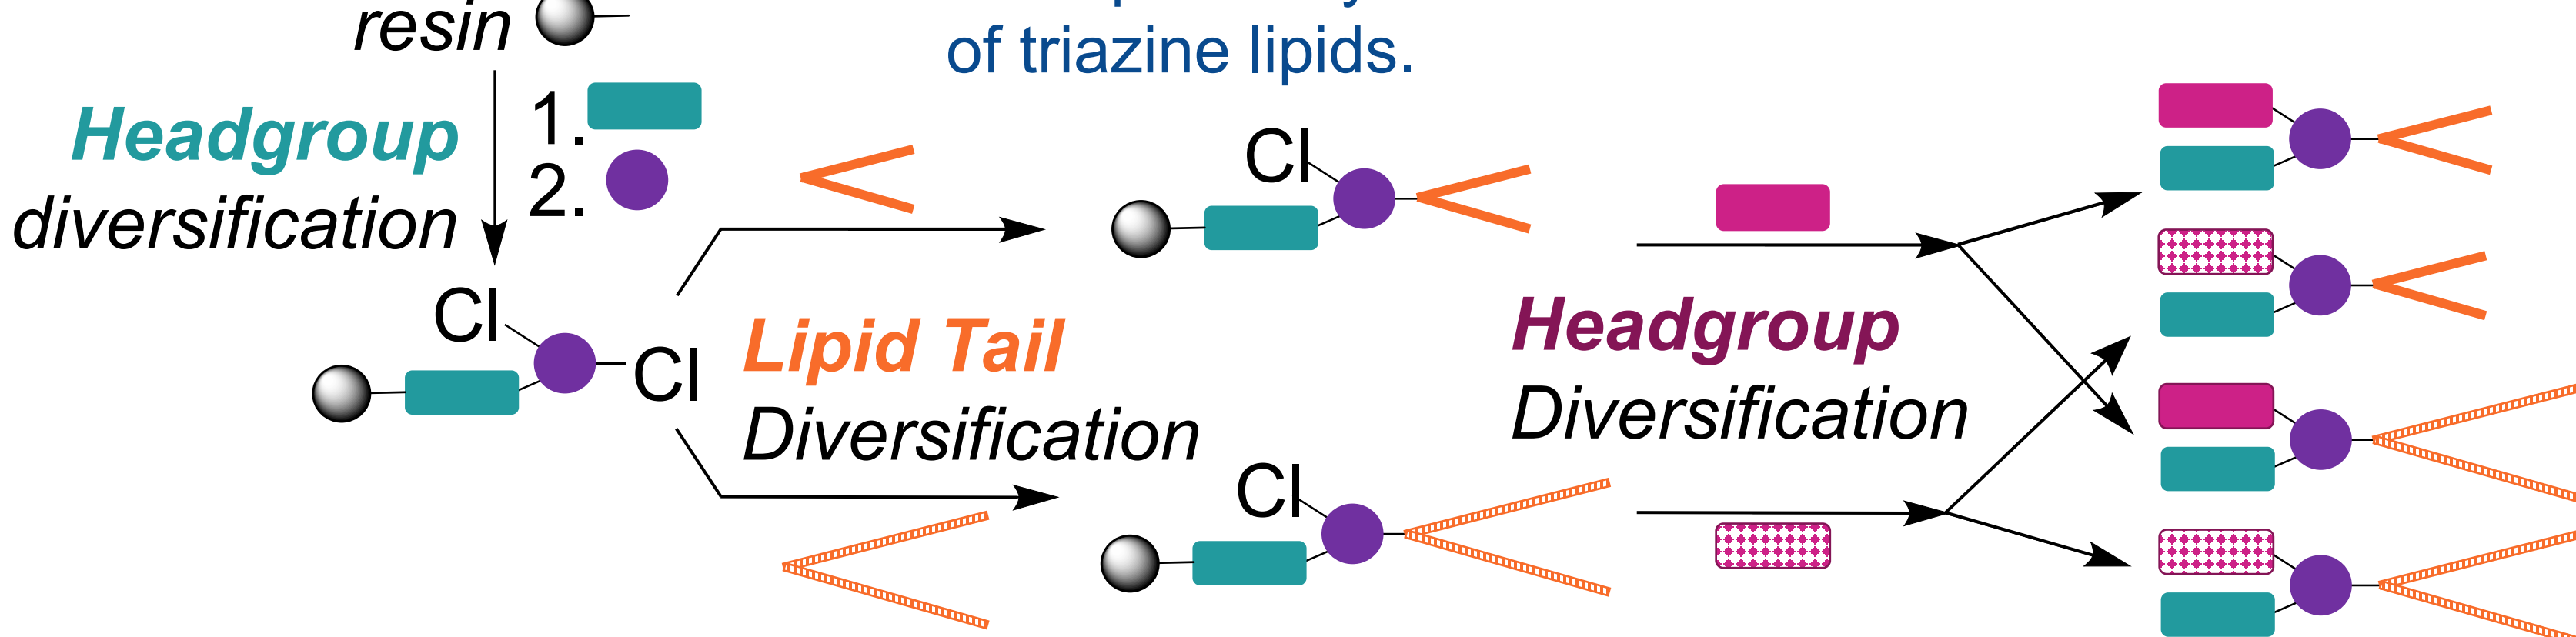 resin
of triazine lipids.
Headgroup
diversification
1.
2.
Cl
Cl
Cl
Lipid Tail
Diversification
Headgroup
Diversification
Cl